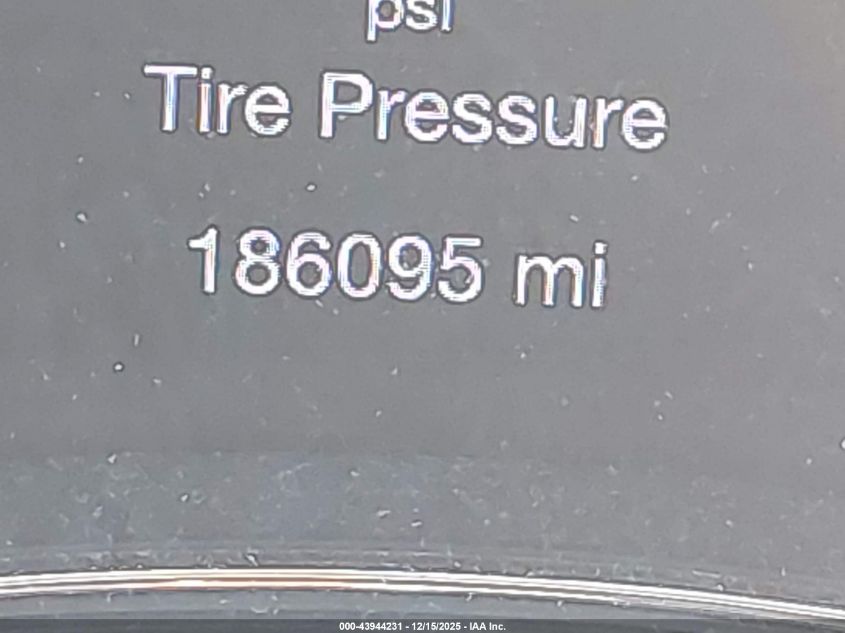 psi
Tire Pressure
186095 mi
000-43944231 - 12/15/2025 - IAA Inc.